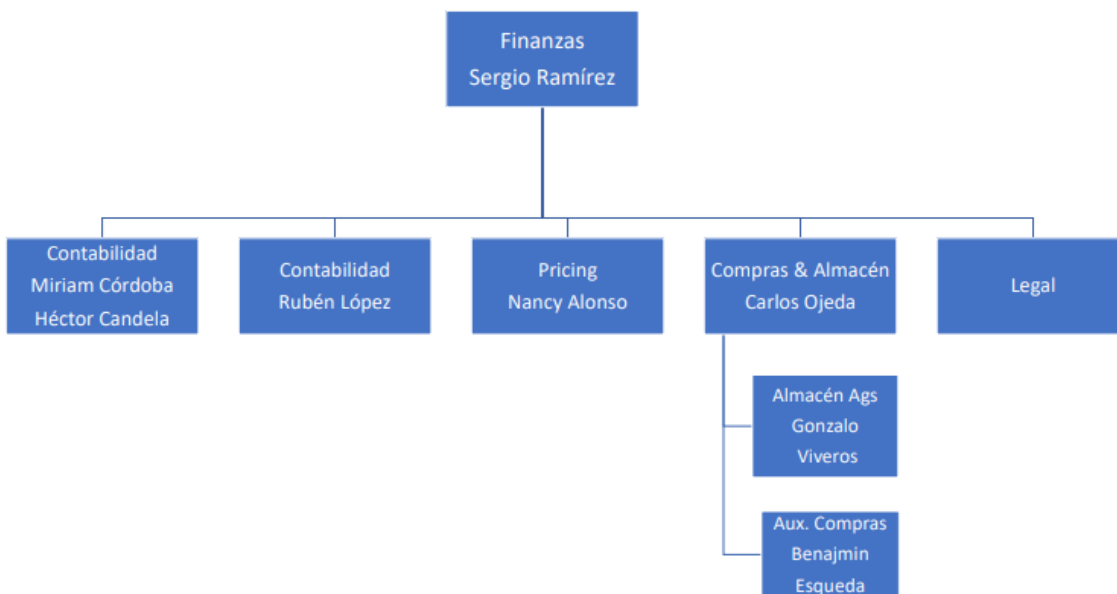 Finanzas
Sergio Ramírez
Contabilidad
Miriam Córdoba
Héctor Candela
Contabilidad
Rubén López
Pricing
Nancy Alonso
Compras & Almacén
Carlos Ojeda
Legal
Almacén Ags
Gonzalo
Viveros
Aux. Compras
Benajmin
Esqueda